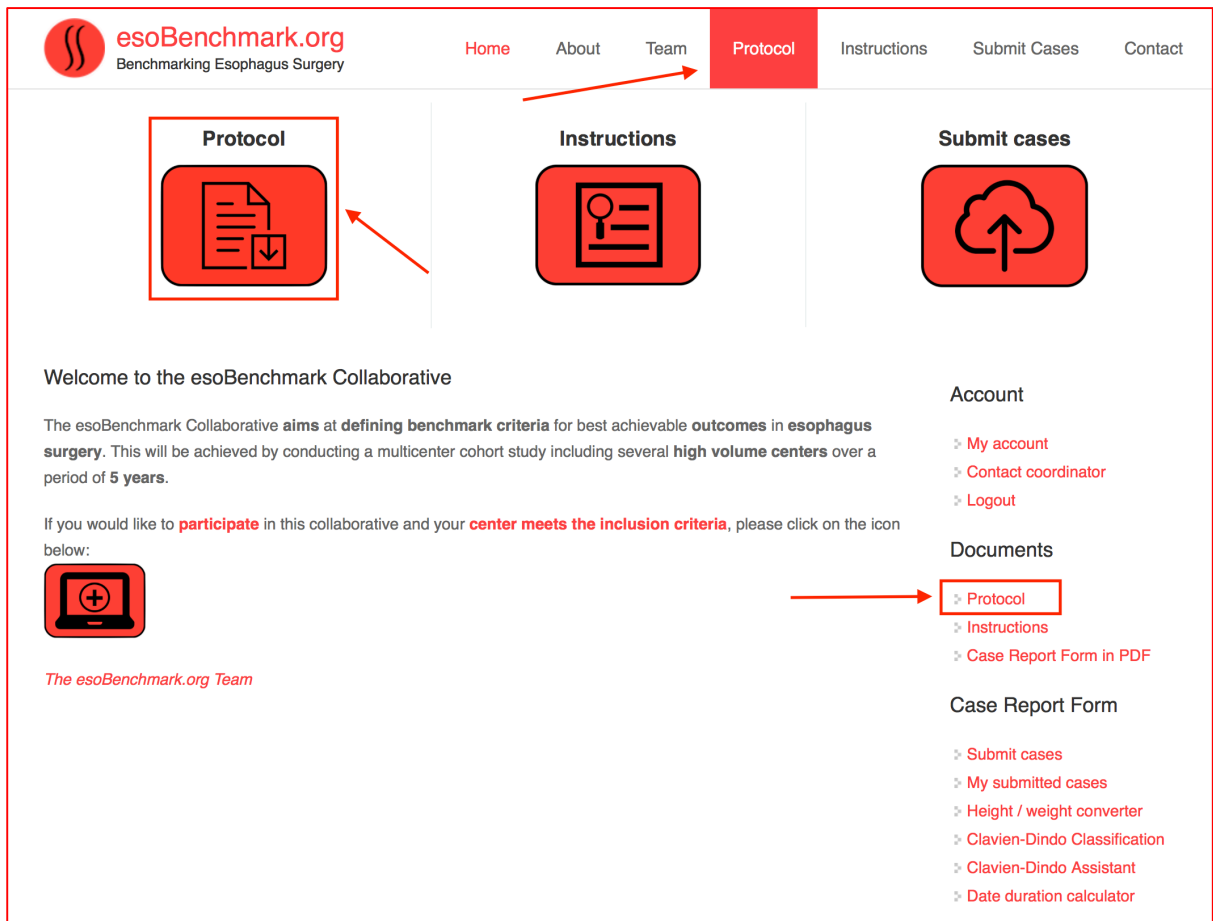 esoBenchmark.org
Benchmarking Esophagus Surgery
Home About Team Protocol Instructions Submit Cases Contact
Protocol Instructions Submit cases
Welcome to the esoBenchmark Collaborative
The esoBenchmark Collaborative aims at defining benchmark criteria for best achievable outcomes in esophagus
surgery. This will be achieved by conducting a multicenter cohort study including several high volume centers over a
period of 5 years.
If you would like to participate in this collaborative and your center meets the inclusion criteria, please click on the icon
below:
The esoBenchmark.org Team
Account
My account
Contact coordinator
Logout
Documents
Protocol
Instructions
Case Report Form in PDF
Case Report Form
Submit cases
My submitted cases
Height / weight converter
Clavien-Dindo Classification
Clavien-Dindo Assistant
Date duration calculator